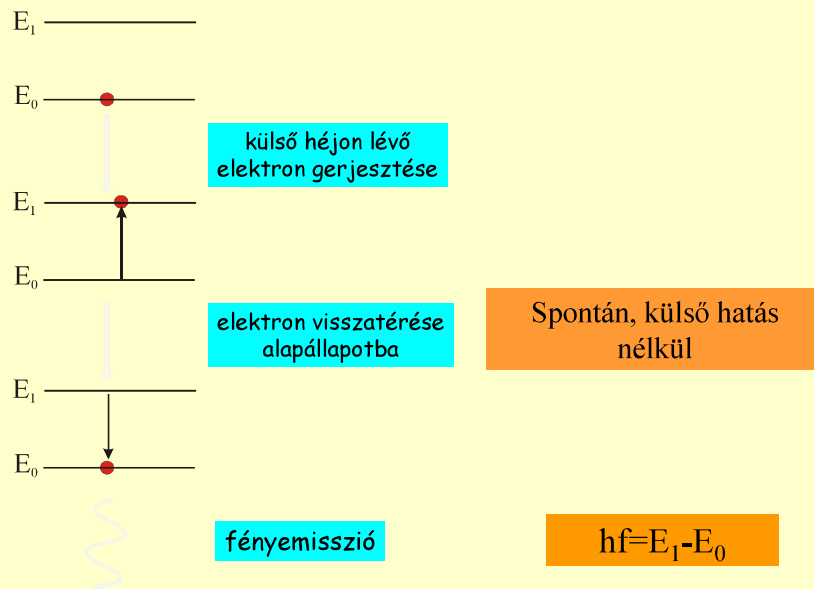 E₁
E₀
külső héjon lévő
elektron gerjesztése
E₁
E₀
elektron visszatérése
alapállapotba
Spontán, külső hatás
nélkül
E₁
E₀
fényemisszió
hf=E₁-E₀